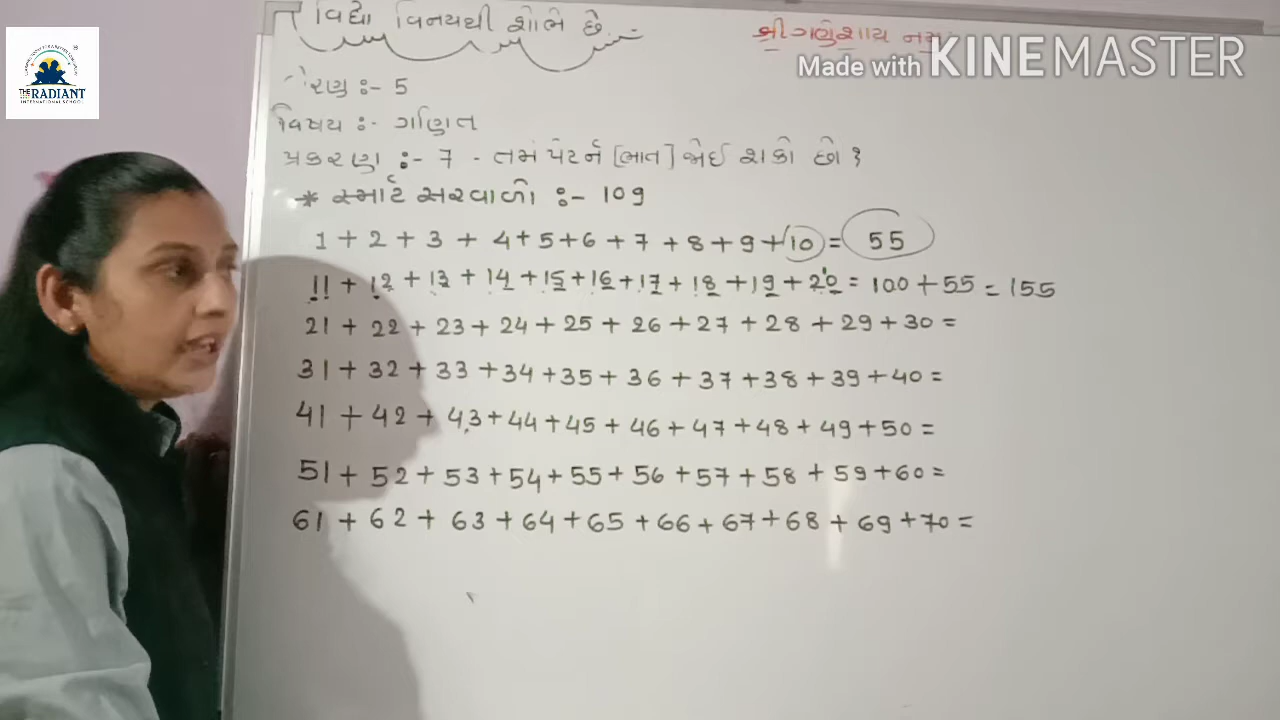 વિદ્યા વિનયથી શોભે છે.
શ્રી ગણેશાય નમ
Made with KINEMASTER
THE RADIANT
INTERNATIONAL SCHOOL
ોરણ :- 5
વિષય :- ગણિત
પ્રકરણ :- 7 - તમે પેટર્ન [ભાત] જોઈ શકો છો?
* સ્માર્ટ સરવાળો :- 109
1 + 2 + 3 + 4 + 5 + 6 + 7 + 8 + 9 + 10 = 55
11 + 12 + 13 + 14 + 15 + 16 + 17 + 18 + 19 + 20 = 100 + 55 = 155
21 + 22 + 23 + 24 + 25 + 26 + 27 + 28 + 29 + 30 =
31 + 32 + 33 + 34 + 35 + 36 + 37 + 38 + 39 + 40 =
41 + 42 + 43 + 44 + 45 + 46 + 47 + 48 + 49 + 50 =
51 + 52 + 53 + 54 + 55 + 56 + 57 + 58 + 59 + 60 =
61 + 62 + 63 + 64 + 65 + 66 + 67 + 68 + 69 + 70 =